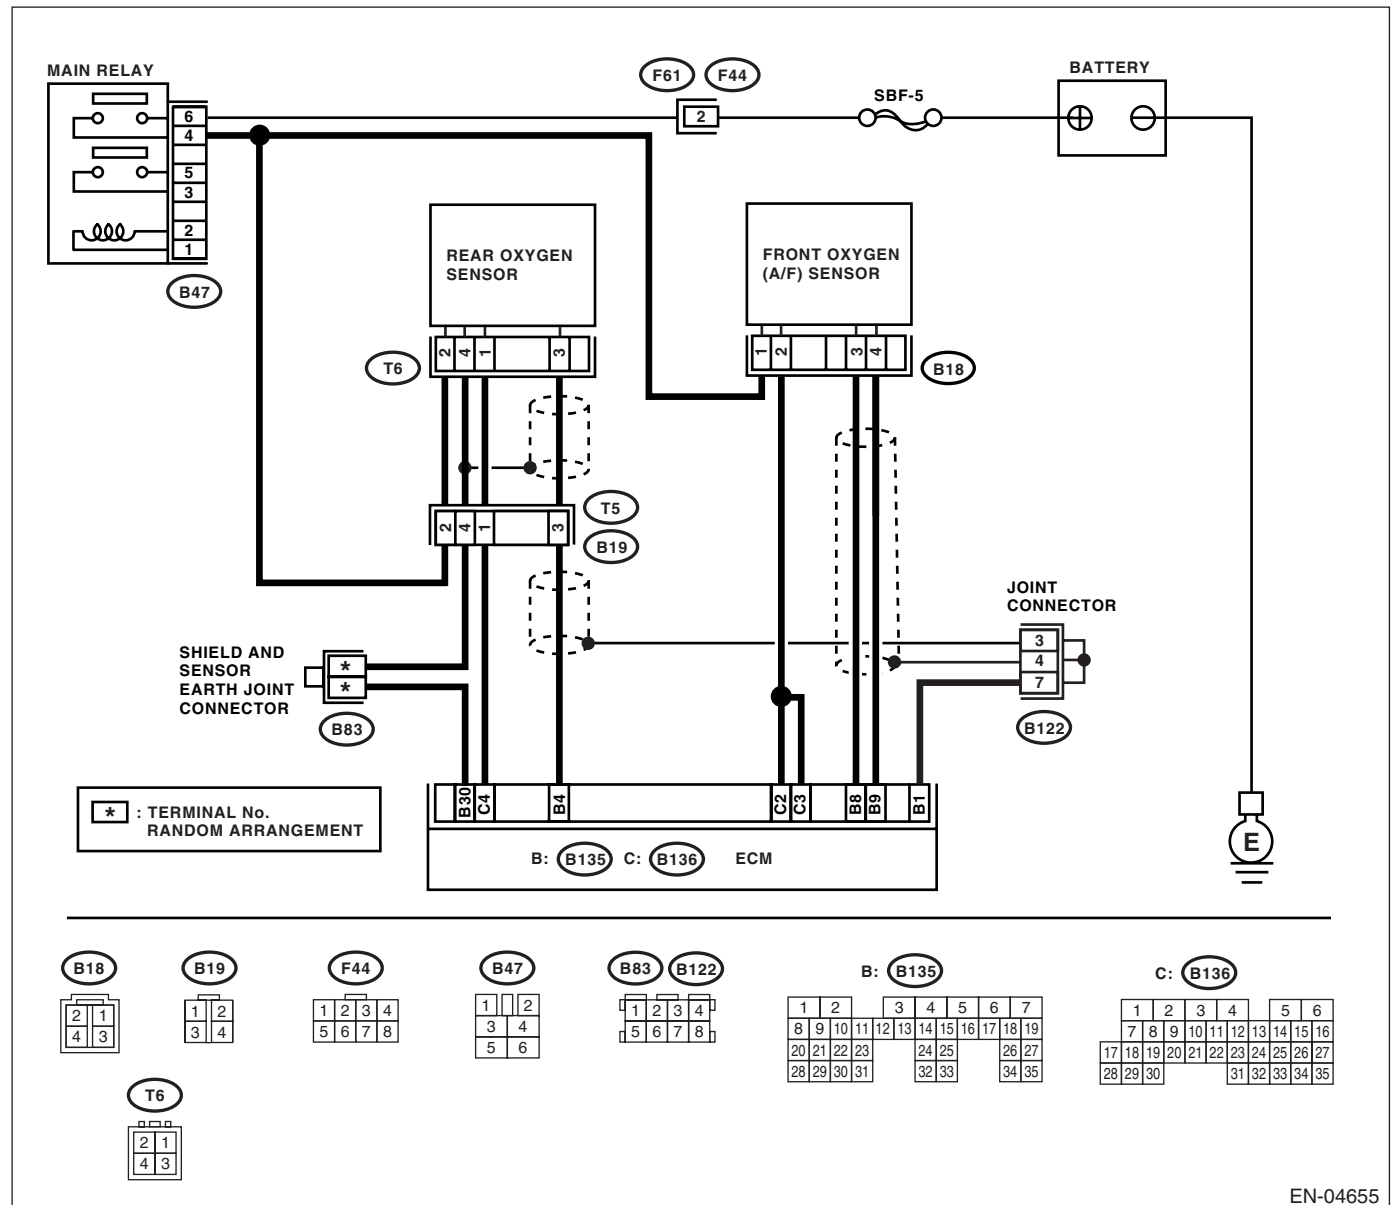 MAIN RELAY
6
4
5
3
2
1
B47
F61
F44
2
SBF-5
BATTERY
REAR OXYGEN
SENSOR
2 4 1 3
T6
FRONT OXYGEN
(A/F) SENSOR
1 2 3 4
B18
2 4 1 3
T5
B19
SHIELD AND
SENSOR
EARTH JOINT
CONNECTOR
*
*
B83
JOINT
CONNECTOR
3
4
7
B122
* : TERMINAL No.
RANDOM ARRANGEMENT
B30 C4 B4 C2 C3 B8 B9 B1
B: B135 C: B136 ECM
E
B18
2 1
4 3
B19
1 2
3 4
F44
1 2 3 4
5 6 7 8
B47
1 2
3 4
5 6
B83 B122
1 2 3 4
5 6 7 8
B: B135
1 2 3 4 5 6 7
8 9 10 11 12 13 14 15 16 17 18 19
20 21 22 23 24 25 26 27
28 29 30 31 32 33 34 35
C: B136
1 2 3 4 5 6
7 8 9 10 11 12 13 14 15 16
17 18 19 20 21 22 23 24 25 26 27
28 29 30 31 32 33 34 35
T6
2 1
4 3
EN-04655